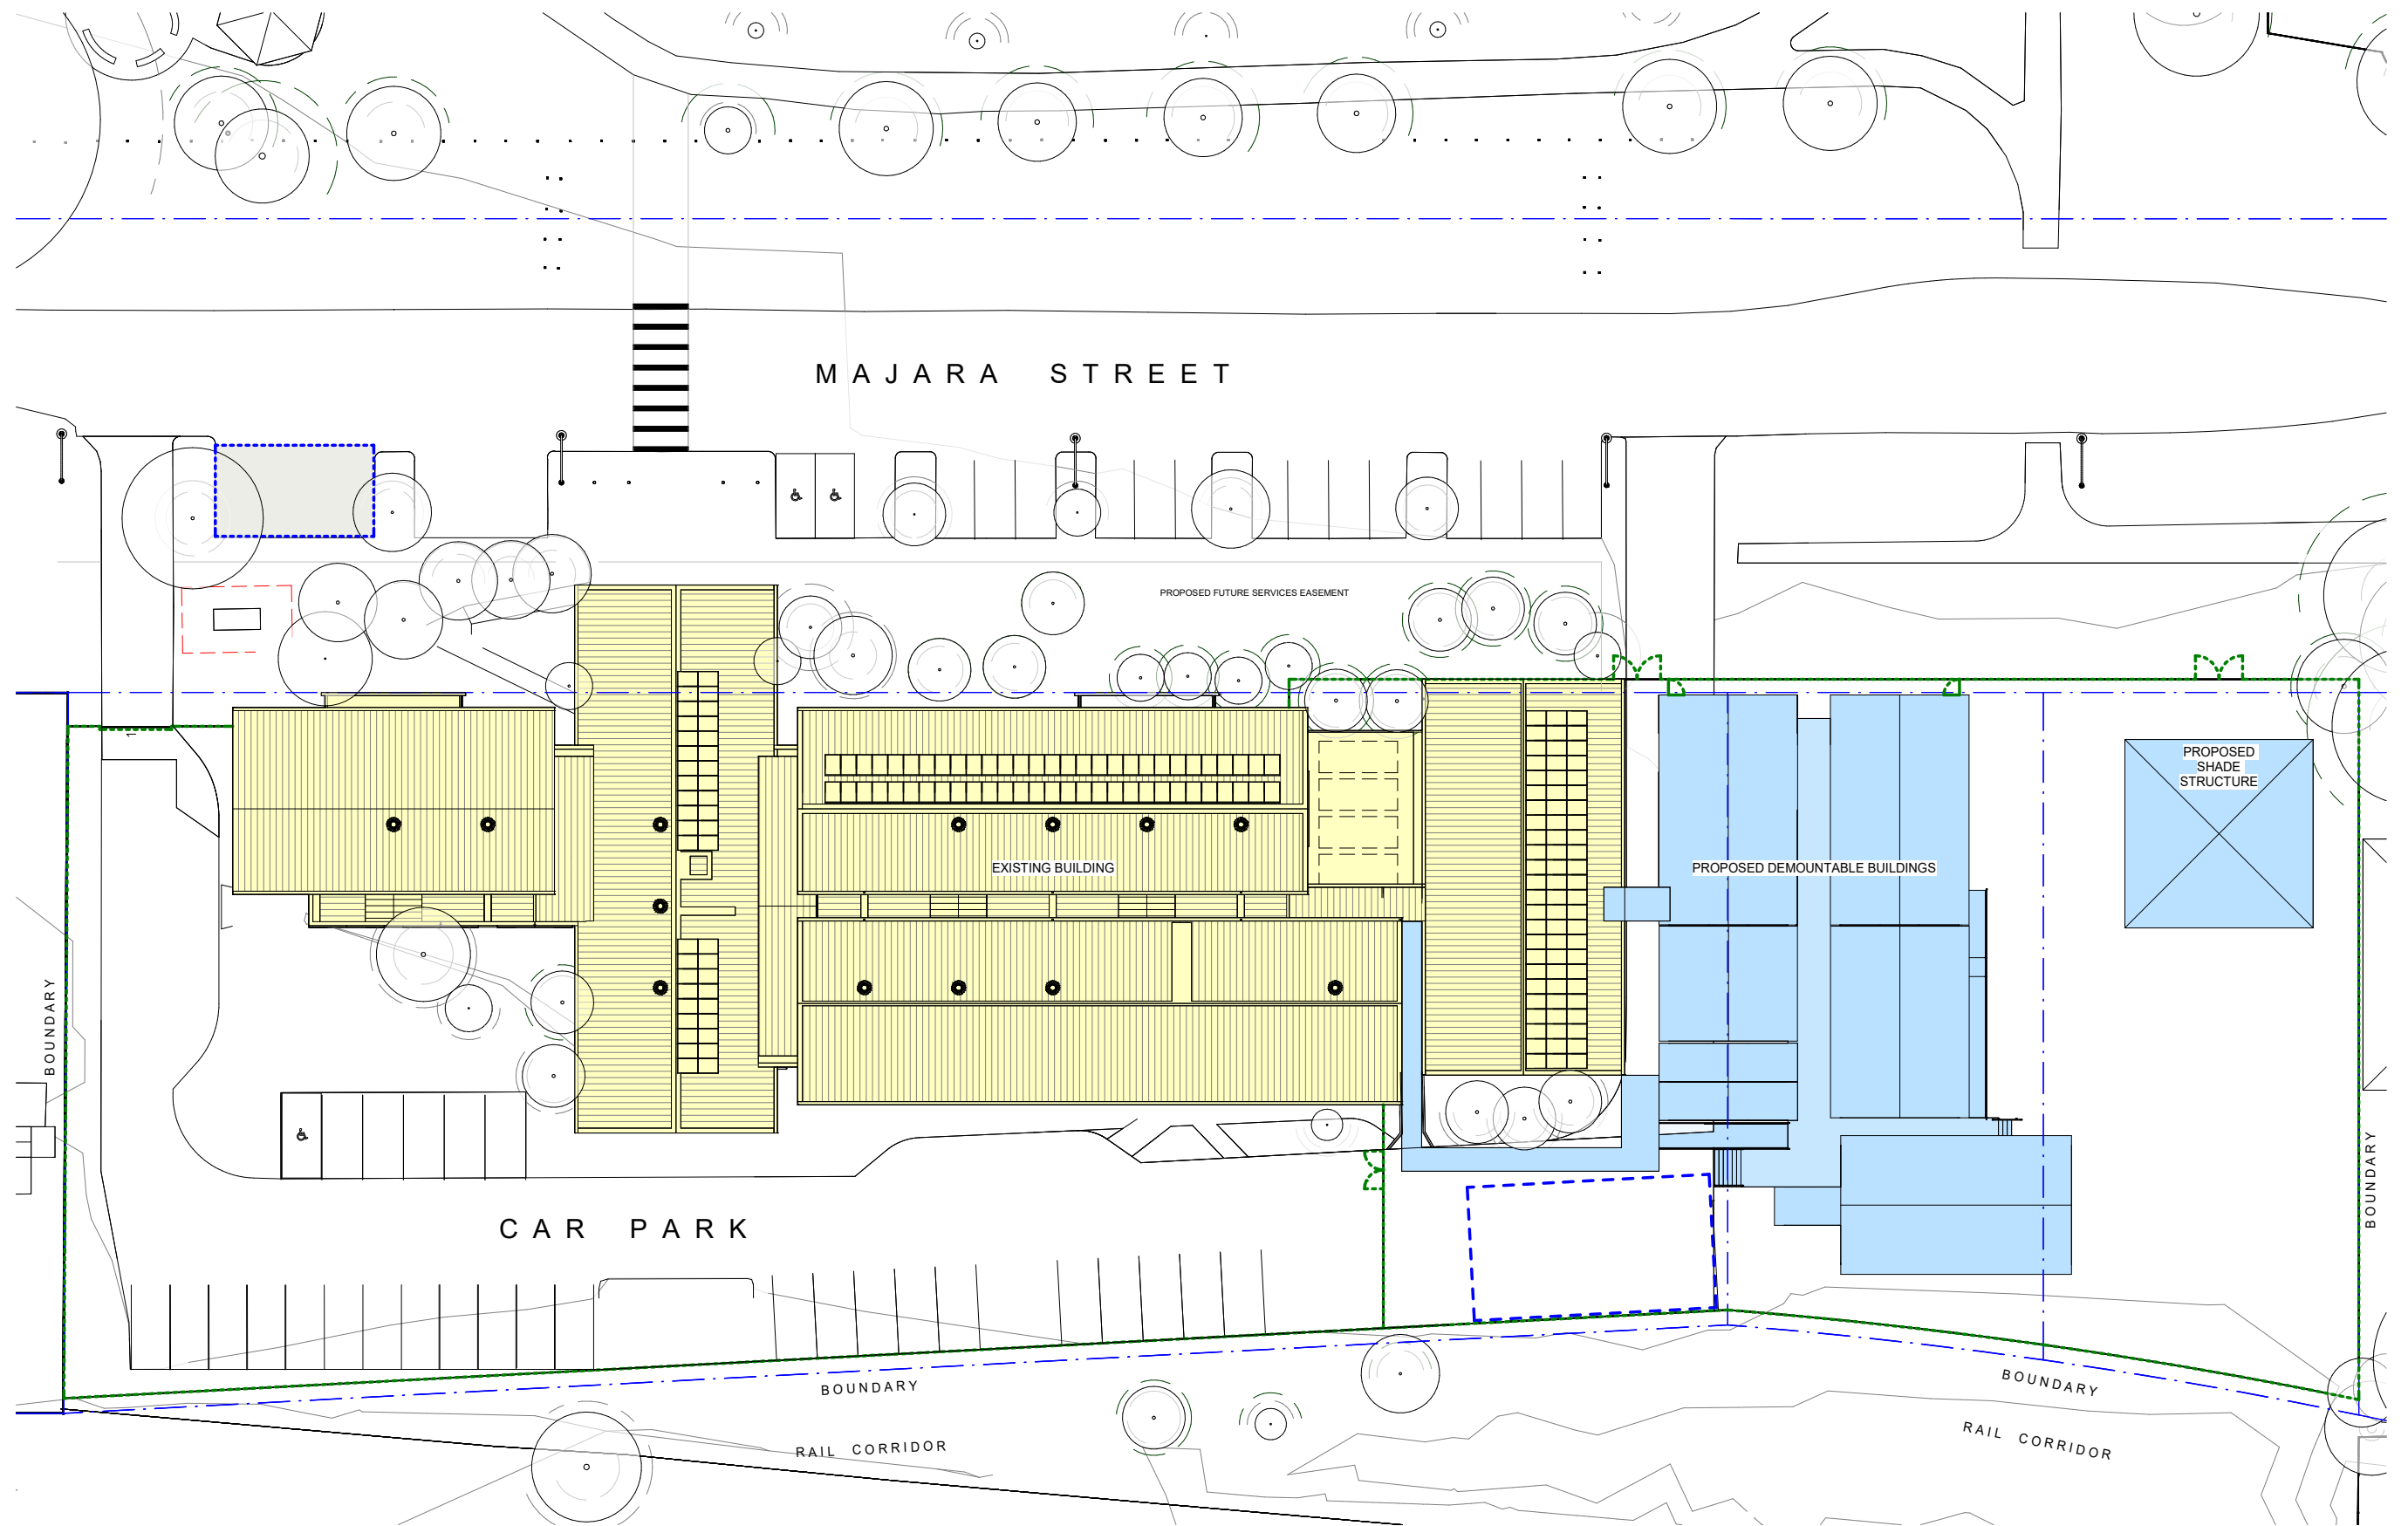 MAJARA STREET
PROPOSED FUTURE SERVICES EASEMENT
PROPOSED
SHADE
STRUCTURE
EXISTING BUILDING
PROPOSED DEMOUNTABLE BUILDINGS
BOUNDARY
BOUNDARY
CAR PARK
BOUNDARY
BOUNDARY
RAIL CORRIDOR
RAIL CORRIDOR